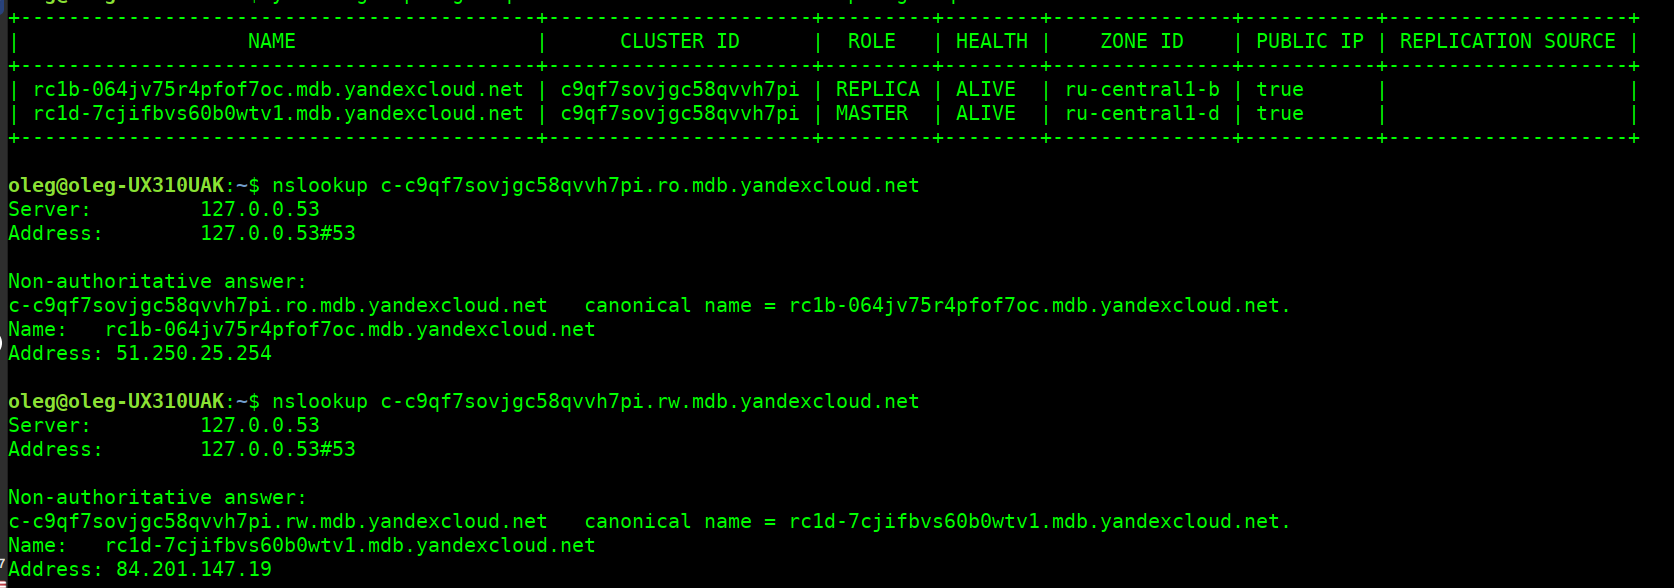 +-------------------------------------------+----------------------+---------+--------+---------------+-----------+--------------------+
|                   NAME                    |      CLUSTER ID      |  ROLE   | HEALTH |    ZONE ID    | PUBLIC IP | REPLICATION SOURCE |
+-------------------------------------------+----------------------+---------+--------+---------------+-----------+--------------------+
| rc1b-064jv75r4pfof7oc.mdb.yandexcloud.net | c9qf7sovjgc58qvvh7pi | REPLICA | ALIVE  | ru-central1-b | true      |                    |
| rc1d-7cjifbvs60b0wtv1.mdb.yandexcloud.net | c9qf7sovjgc58qvvh7pi | MASTER  | ALIVE  | ru-central1-d | true      |                    |
+-------------------------------------------+----------------------+---------+--------+---------------+-----------+--------------------+
oleg@oleg-UX310UAK:~$ nslookup c-c9qf7sovjgc58qvvh7pi.ro.mdb.yandexcloud.net
Server:         127.0.0.53
Address:        127.0.0.53#53
Non-authoritative answer:
c-c9qf7sovjgc58qvvh7pi.ro.mdb.yandexcloud.net   canonical name = rc1b-064jv75r4pfof7oc.mdb.yandexcloud.net.
Name:   rc1b-064jv75r4pfof7oc.mdb.yandexcloud.net
Address: 51.250.25.254
oleg@oleg-UX310UAK:~$ nslookup c-c9qf7sovjgc58qvvh7pi.rw.mdb.yandexcloud.net
Server:         127.0.0.53
Address:        127.0.0.53#53
Non-authoritative answer:
c-c9qf7sovjgc58qvvh7pi.rw.mdb.yandexcloud.net   canonical name = rc1d-7cjifbvs60b0wtv1.mdb.yandexcloud.net.
Name:   rc1d-7cjifbvs60b0wtv1.mdb.yandexcloud.net
Address: 84.201.147.19